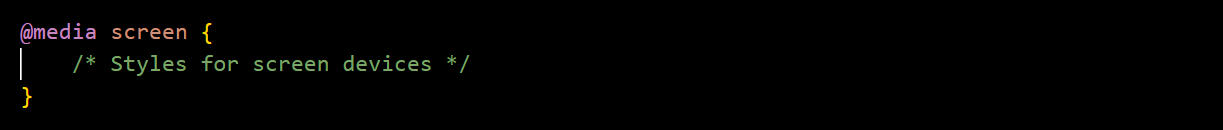 @media screen {
    /* Styles for screen devices */
}